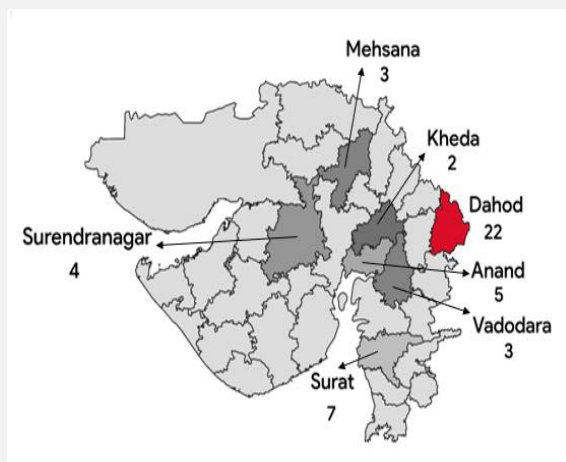 Mehsana
3
Kheda
2
Dahod
22
Surendranagar
4
Anand
5
Vadodara
3
Surat
7